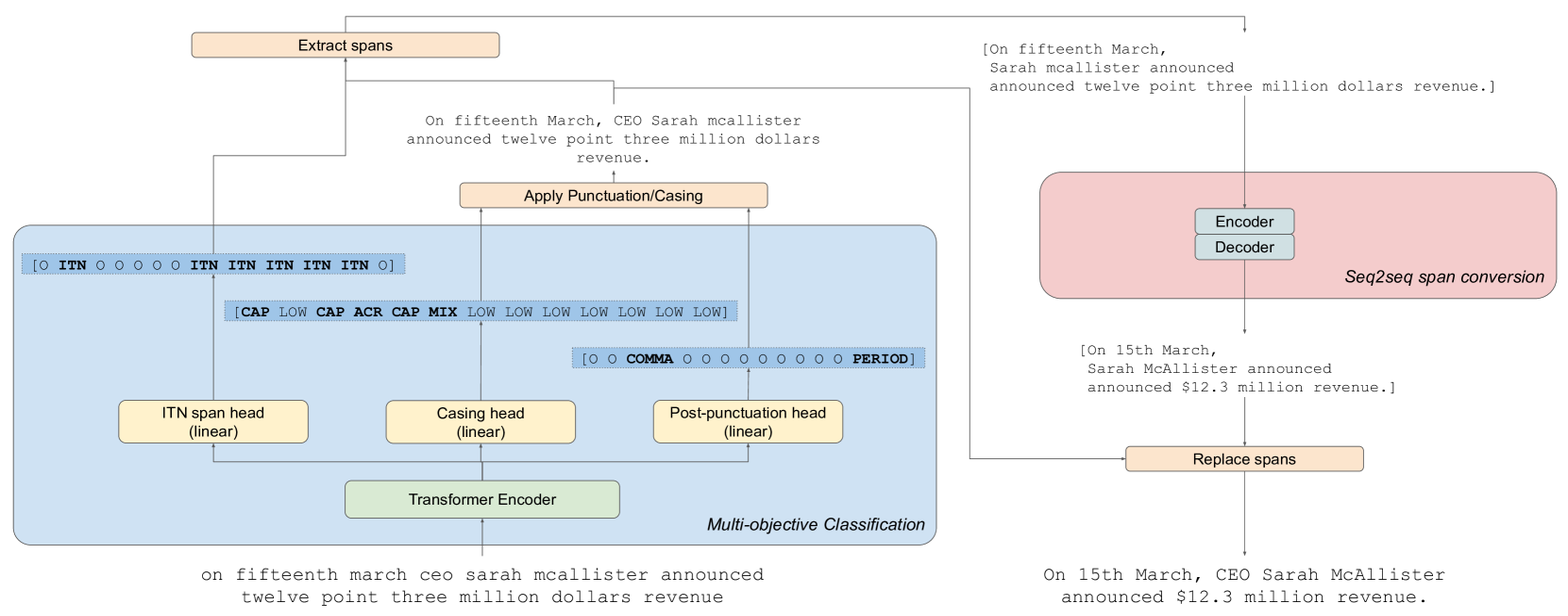 Extract spans
[On fifteenth March,
Sarah mcallister announced
announced twelve point three million dollars revenue.]
On fifteenth March, CEO Sarah mcallister
announced twelve point three million dollars
revenue.
Apply Punctuation/Casing
Encoder
Decoder
Seq2seq span conversion
[O ITN O O O O O ITN ITN ITN ITN ITN O]
[CAP LOW CAP ACR CAP MIX LOW LOW LOW LOW LOW LOW LOW]
[O O COMMA O O O O O O O O O PERIOD]
ITN span head
(linear)
Casing head
(linear)
Post-punctuation head
(linear)
Transformer Encoder
Multi-objective Classification
[On 15th March,
Sarah McAllister announced
announced $12.3 million revenue.]
Replace spans
on fifteenth march ceo sarah mcallister announced
twelve point three million dollars revenue
On 15th March, CEO Sarah McAllister
announced $12.3 million revenue.